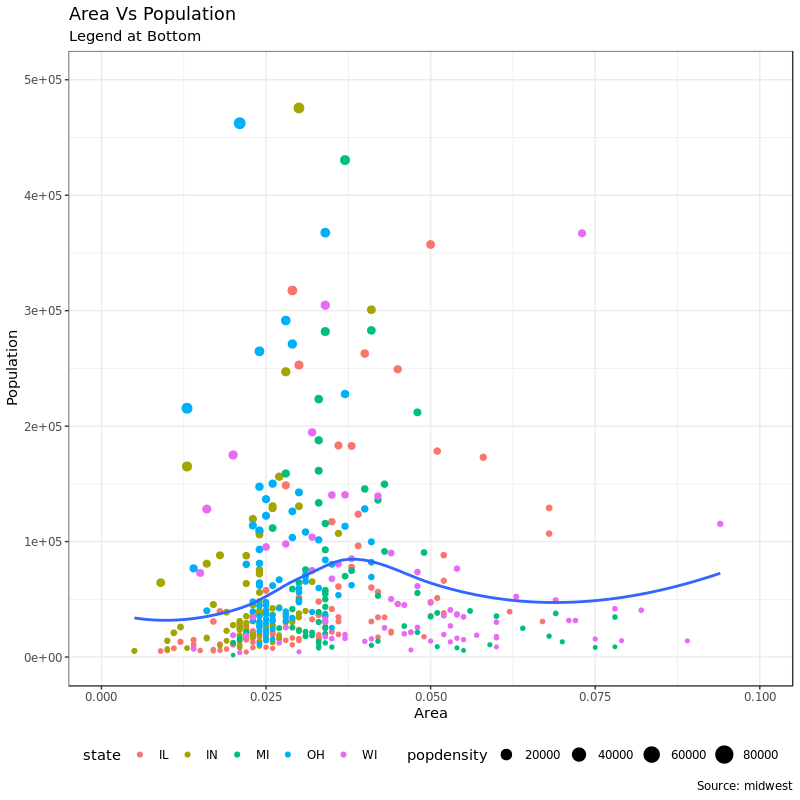 Area Vs Population
Legend at Bottom
Population
5e+05
4e+05
3e+05
2e+05
1e+05
0e+00
0.000 0.025 0.050 0.075 0.100
Area
state IL IN MI OH WI popdensity 20000 40000 60000 80000
Source: midwest